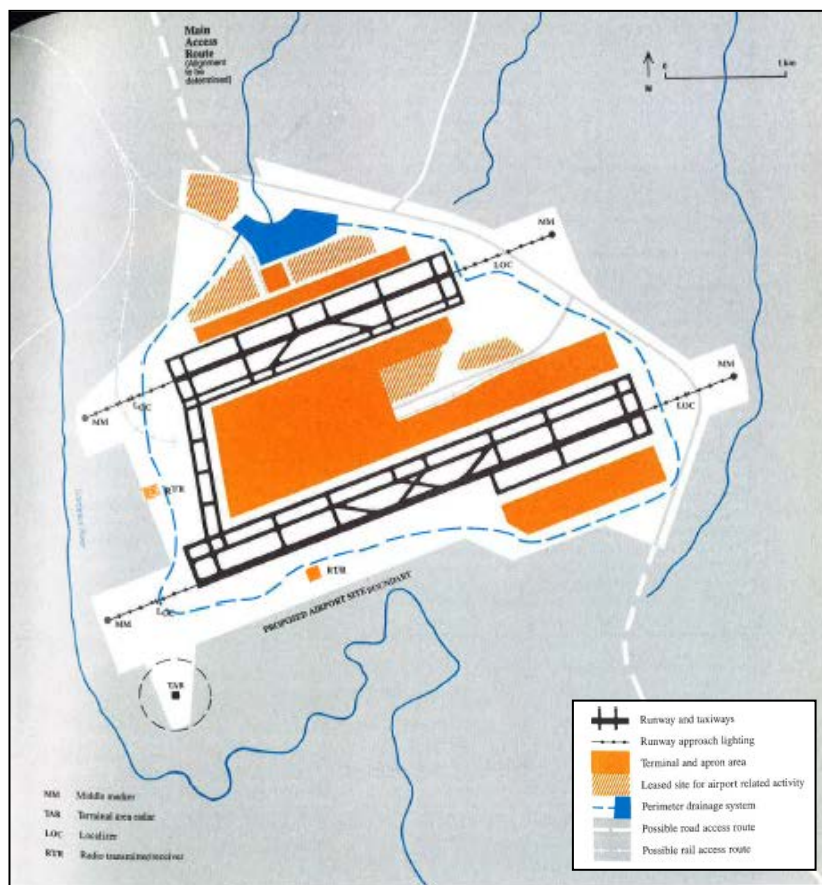 Main
Access
Route
(Alignment
to be
determined)
0 1 km
N
MM
LOC
MM
LOC
MM
LOC
RTR
RTR
MM
LOC
PROPOSED AIRPORT SITE BOUNDARY
TAR
MM Middle marker
TAR Terminal area radar
LOC Localizer
RTR Radio transmitter/receiver
Runway and taxiways
Runway approach lighting
Terminal and apron area
Leased site for airport related activity
Perimeter drainage system
Possible road access route
Possible rail access route